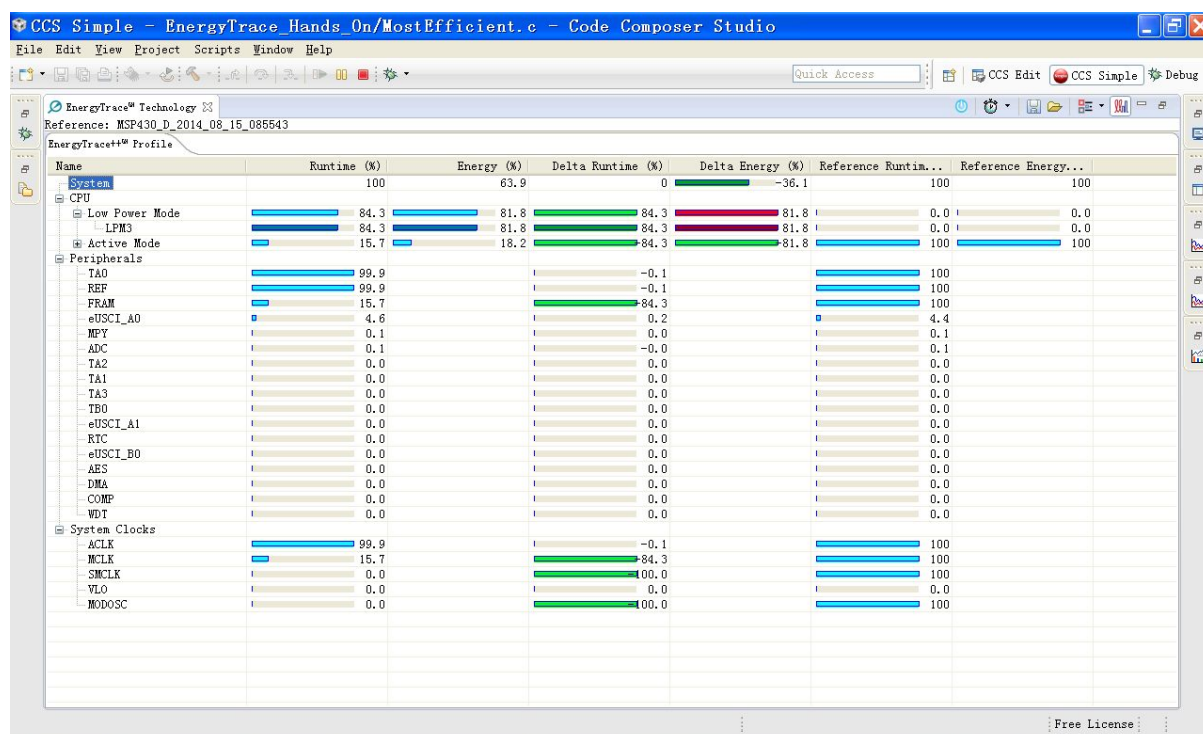 CCS Simple - EnergyTrace_Hands_On/MostEfficient.c - Code Composer Studio
File Edit View Project Scripts Window Help
Quick Access CCS Edit CCS Simple Debug
EnergyTrace™ Technology
Reference: MSP430_D_2014_08_15_085543
EnergyTrace++™ Profile
Name Runtime (%) Energy (%) Delta Runtime (%) Delta Energy (%) Reference Runtim... Reference Energy...
System 100 63.9 0 -36.1 100 100
CPU
Low Power Mode 84.3 81.8 84.3 81.8 0.0 0.0
LPM3 84.3 81.8 84.3 81.8 0.0 0.0
Active Mode 15.7 18.2 -84.3 -81.8 100 100
Peripherals
TA0 99.9 -0.1 100
REF 99.9 -0.1 100
FRAM 15.7 -84.3 100
eUSCI_A0 4.6 0.2 4.4
MPY 0.1 0.0 0.1
ADC 0.1 -0.0 0.1
TA2 0.0 0.0 0.0
TA1 0.0 0.0 0.0
TA3 0.0 0.0 0.0
TB0 0.0 0.0 0.0
eUSCI_A1 0.0 0.0 0.0
RTC 0.0 0.0 0.0
eUSCI_B0 0.0 0.0 0.0
AES 0.0 0.0 0.0
DMA 0.0 0.0 0.0
COMP 0.0 0.0 0.0
WDT 0.0 0.0 0.0
System Clocks
ACLK 99.9 -0.1 100
MCLK 15.7 -84.3 100
SMCLK 0.0 -100.0 100
VLO 0.0 0.0 0.0
MODOSC 0.0 -100.0 100
Free License